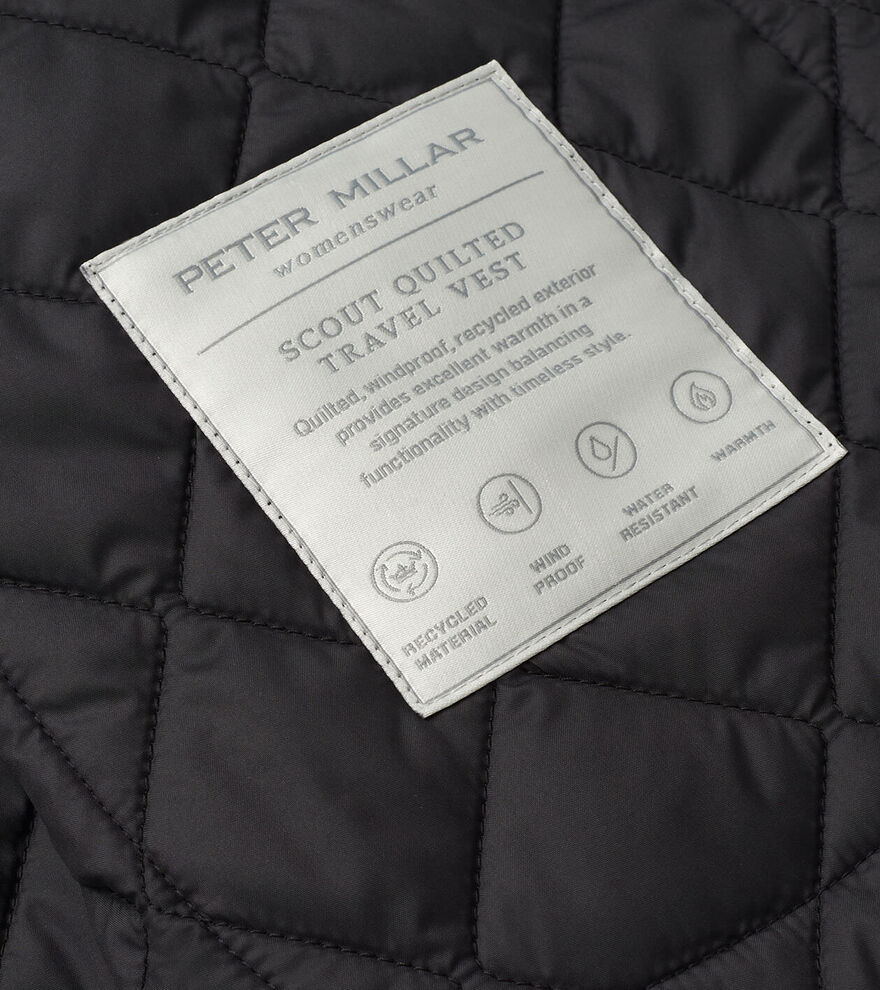 PETER MILLAR
womenswear
SCOUT QUILTED
TRAVEL VEST
Quilted, windproof, recycled exterior
provides excellent warmth in a
signature design balancing
functionality with timeless style.
RECYCLED
MATERIAL
WIND
PROOF
WATER
RESISTANT
WARMTH